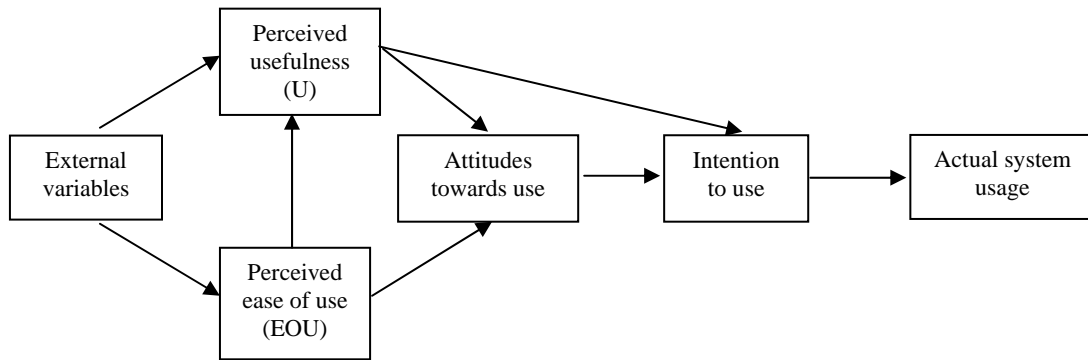 Perceived
usefulness
(U)
External
variables
Perceived
ease of use
(EOU)
Attitudes
towards use
Intention
to use
Actual system
usage